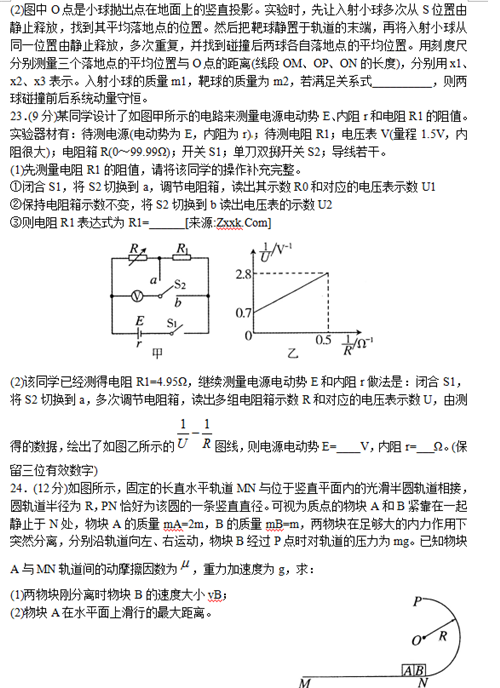 (2)图中 O 点是小球抛出点在地面上的竖直投影。实验时，先让入射小球多次从 S 位置由
静止释放，找到其平均落地点的位置。然后把靶球静置于轨道的末端，再将入射小球从
同一位置由静止释放，多次重复，并找到碰撞后两球各自落地点的平均位置。用刻度尺
分别测量三个落地点的平均位置与 O 点的距离(线段 OM、OP、ON 的长度)，分别用 x1、
x2、x3 表示。入射小球的质量 m1，靶球的质量为 m2，若满足关系式__________，则两
球碰撞前后系统动量守恒。
23.(9 分)某同学设计了如图甲所示的电路来测量电源电动势 E、内阻 r 和电阻 R1 的阻值。
实验器材有：待测电源(电动势为 E，内阻为 r)；待测电阻 R1；电压表 V(量程 1.5V，内
阻很大)；电阻箱 R(0～99.99Ω)；开关 S1；单刀双掷开关 S2；导线若干。
(1)先测量电阻 R1 的阻值，请将该同学的操作补充完整。
①闭合 S1，将 S2 切换到 a，调节电阻箱，读出其示数 R0 和对应的电压表示数 U1
②保持电阻箱示数不变，将 S2 切换到 b 读出电压表的示数 U2
③则电阻 R1 表达式为 R1=______[来源:Zxxk.Com]
R R1
a S2
V b
E S1
r
甲
1/U/V⁻¹
2.8
0.7
0 0.5 1/R/Ω⁻¹
乙
(2)该同学已经测得电阻 R1=4.95Ω，继续测量电源电动势 E 和内阻 r 做法是：闭合 S1，
将 S2 切换到 a，多次调节电阻箱，读出多组电阻箱示数 R 和对应的电压表示数 U，由测
得的数据，绘出了如图乙所示的 1/U − 1/R 图线，则电源电动势 E=____V，内阻 r=___Ω。(保
留三位有效数字)
24．(12 分)如图所示，固定的长直水平轨道 MN 与位于竖直平面内的光滑半圆轨道相接，
圆轨道半径为 R，PN 恰好为该圆的一条竖直直径。可视为质点的物块 A 和 B 紧靠在一起
静止于 N 处，物块 A 的质量 mA=2m，B 的质量 mB=m，两物块在足够大的内力作用下
突然分离，分别沿轨道向左、右运动，物块 B 经过 P 点时对轨道的压力为 mg。已知物块
A 与 MN 轨道间的动摩擦因数为 μ，重力加速度为 g，求：
(1)两物块刚分离时物块 B 的速度大小 vB；
(2)物块 A 在水平面上滑行的最大距离。
P
O R
A B
M N